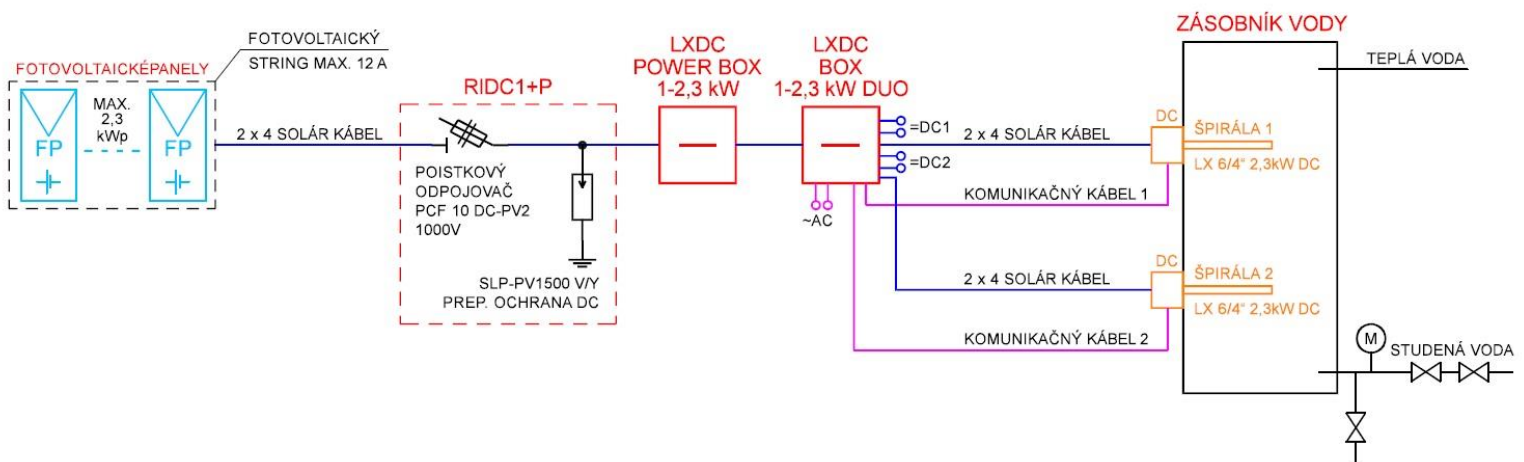 FOTOVOLTAICKÉPANELY
MAX.
2,3
kWp
FP
FP
FOTOVOLTAICKÝ
STRING MAX. 12 A
2 x 4 SOLÁR KÁBEL
RIDC1+P
POISTKOVÝ
ODPOJOVAČ
PCF 10 DC-PV2
1000V
SLP-PV1500 V/Y
PREP. OCHRANA DC
LXDC
POWER BOX
1-2,3 kW
LXDC
BOX
1-2,3 kW DUO
=DC1
=DC2
~AC
2 x 4 SOLÁR KÁBEL
KOMUNIKAČNÝ KÁBEL 1
2 x 4 SOLÁR KÁBEL
KOMUNIKAČNÝ KÁBEL 2
ZÁSOBNÍK VODY
DC
ŠPIRÁLA 1
LX 6/4“ 2,3kW DC
DC
ŠPIRÁLA 2
LX 6/4“ 2,3kW DC
TEPLÁ VODA
M
STUDENÁ VODA